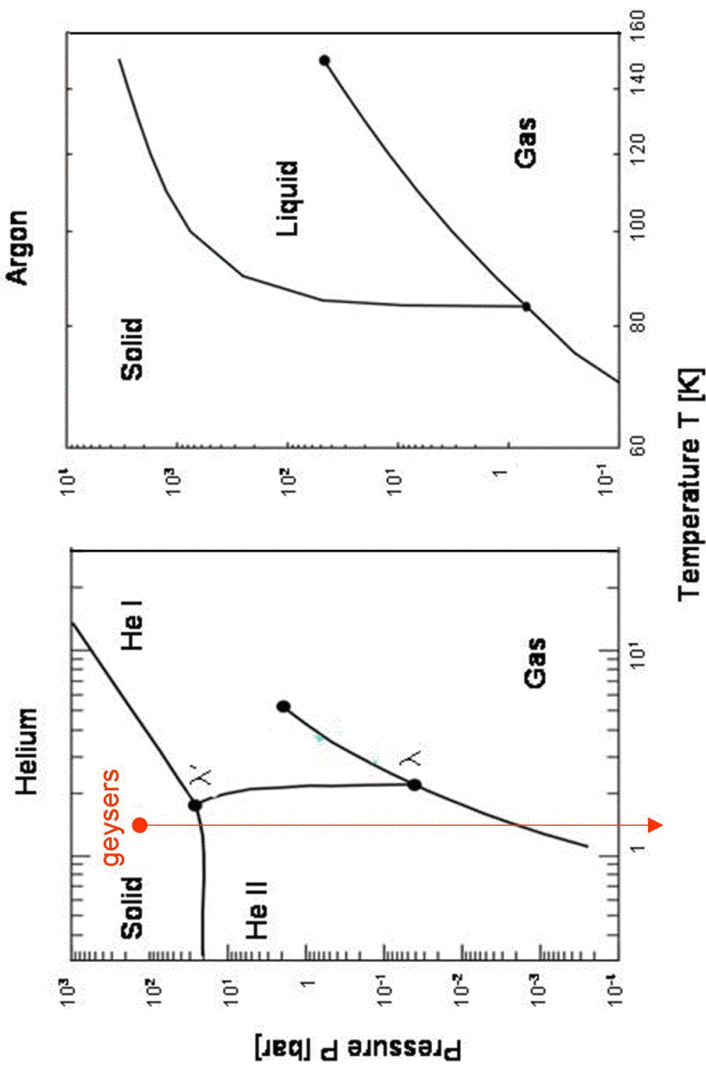 Helium
Argon
geysers
Solid
He I
λ'
He II
λ
Gas
Solid
Liquid
Gas
10³
10²
10¹
1
10⁻¹
10⁻²
10⁻³
10⁻⁴
1
10¹
10⁴
10³
10²
10¹
1
10⁻¹
60
80
100
120
140
160
Pressure P [bar]
Temperature T [K]